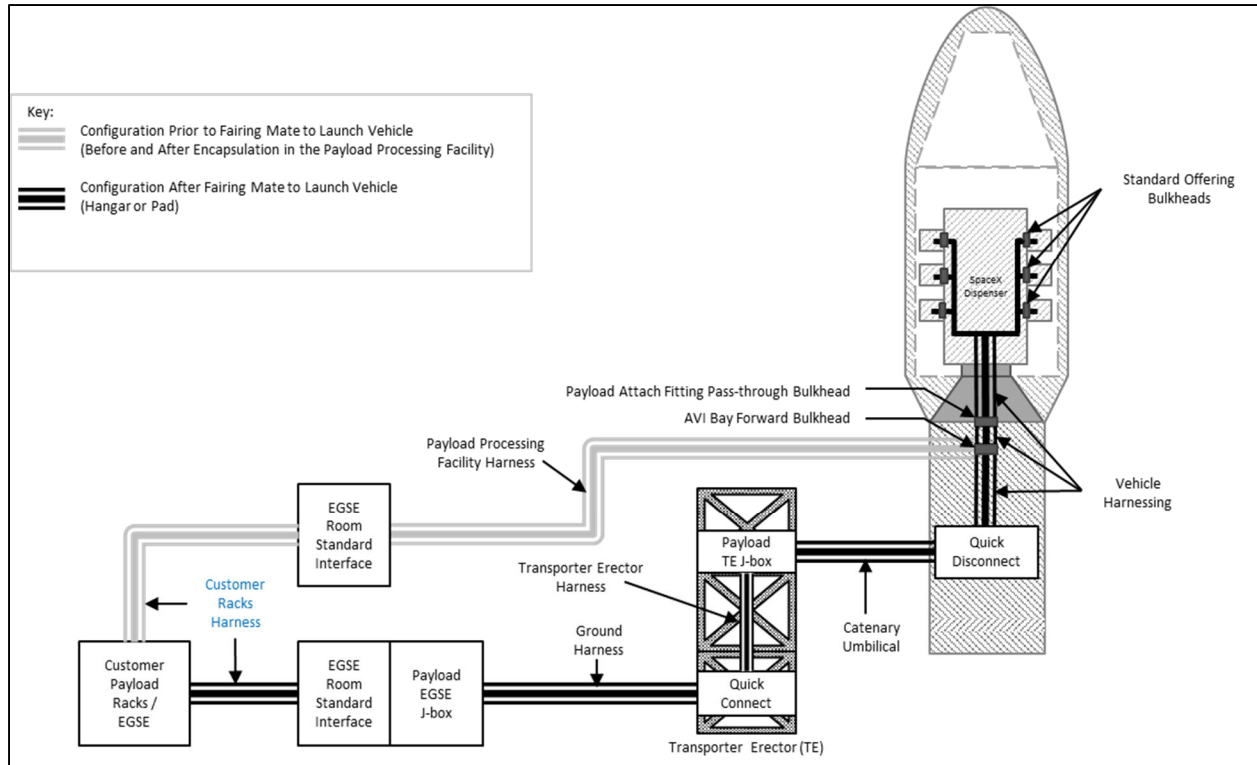 Key:
Configuration Prior to Fairing Mate to Launch Vehicle
(Before and After Encapsulation in the Payload Processing Facility)
Configuration After Fairing Mate to Launch Vehicle
(Hangar or Pad)
Standard Offering
Bulkheads
SpaceX
Dispenser
Payload Attach Fitting Pass-through Bulkhead
AVI Bay Forward Bulkhead
Payload Processing
Facility Harness
Vehicle
Harnessing
EGSE
Room
Standard
Interface
Payload
TE J-box
Quick
Disconnect
Transporter Erector
Harness
Customer
Racks
Harness
Catenary
Umbilical
Ground
Harness
Customer
Payload
Racks /
EGSE
EGSE
Room
Standard
Interface
Payload
EGSE
J-box
Quick
Connect
Transporter Erector (TE)